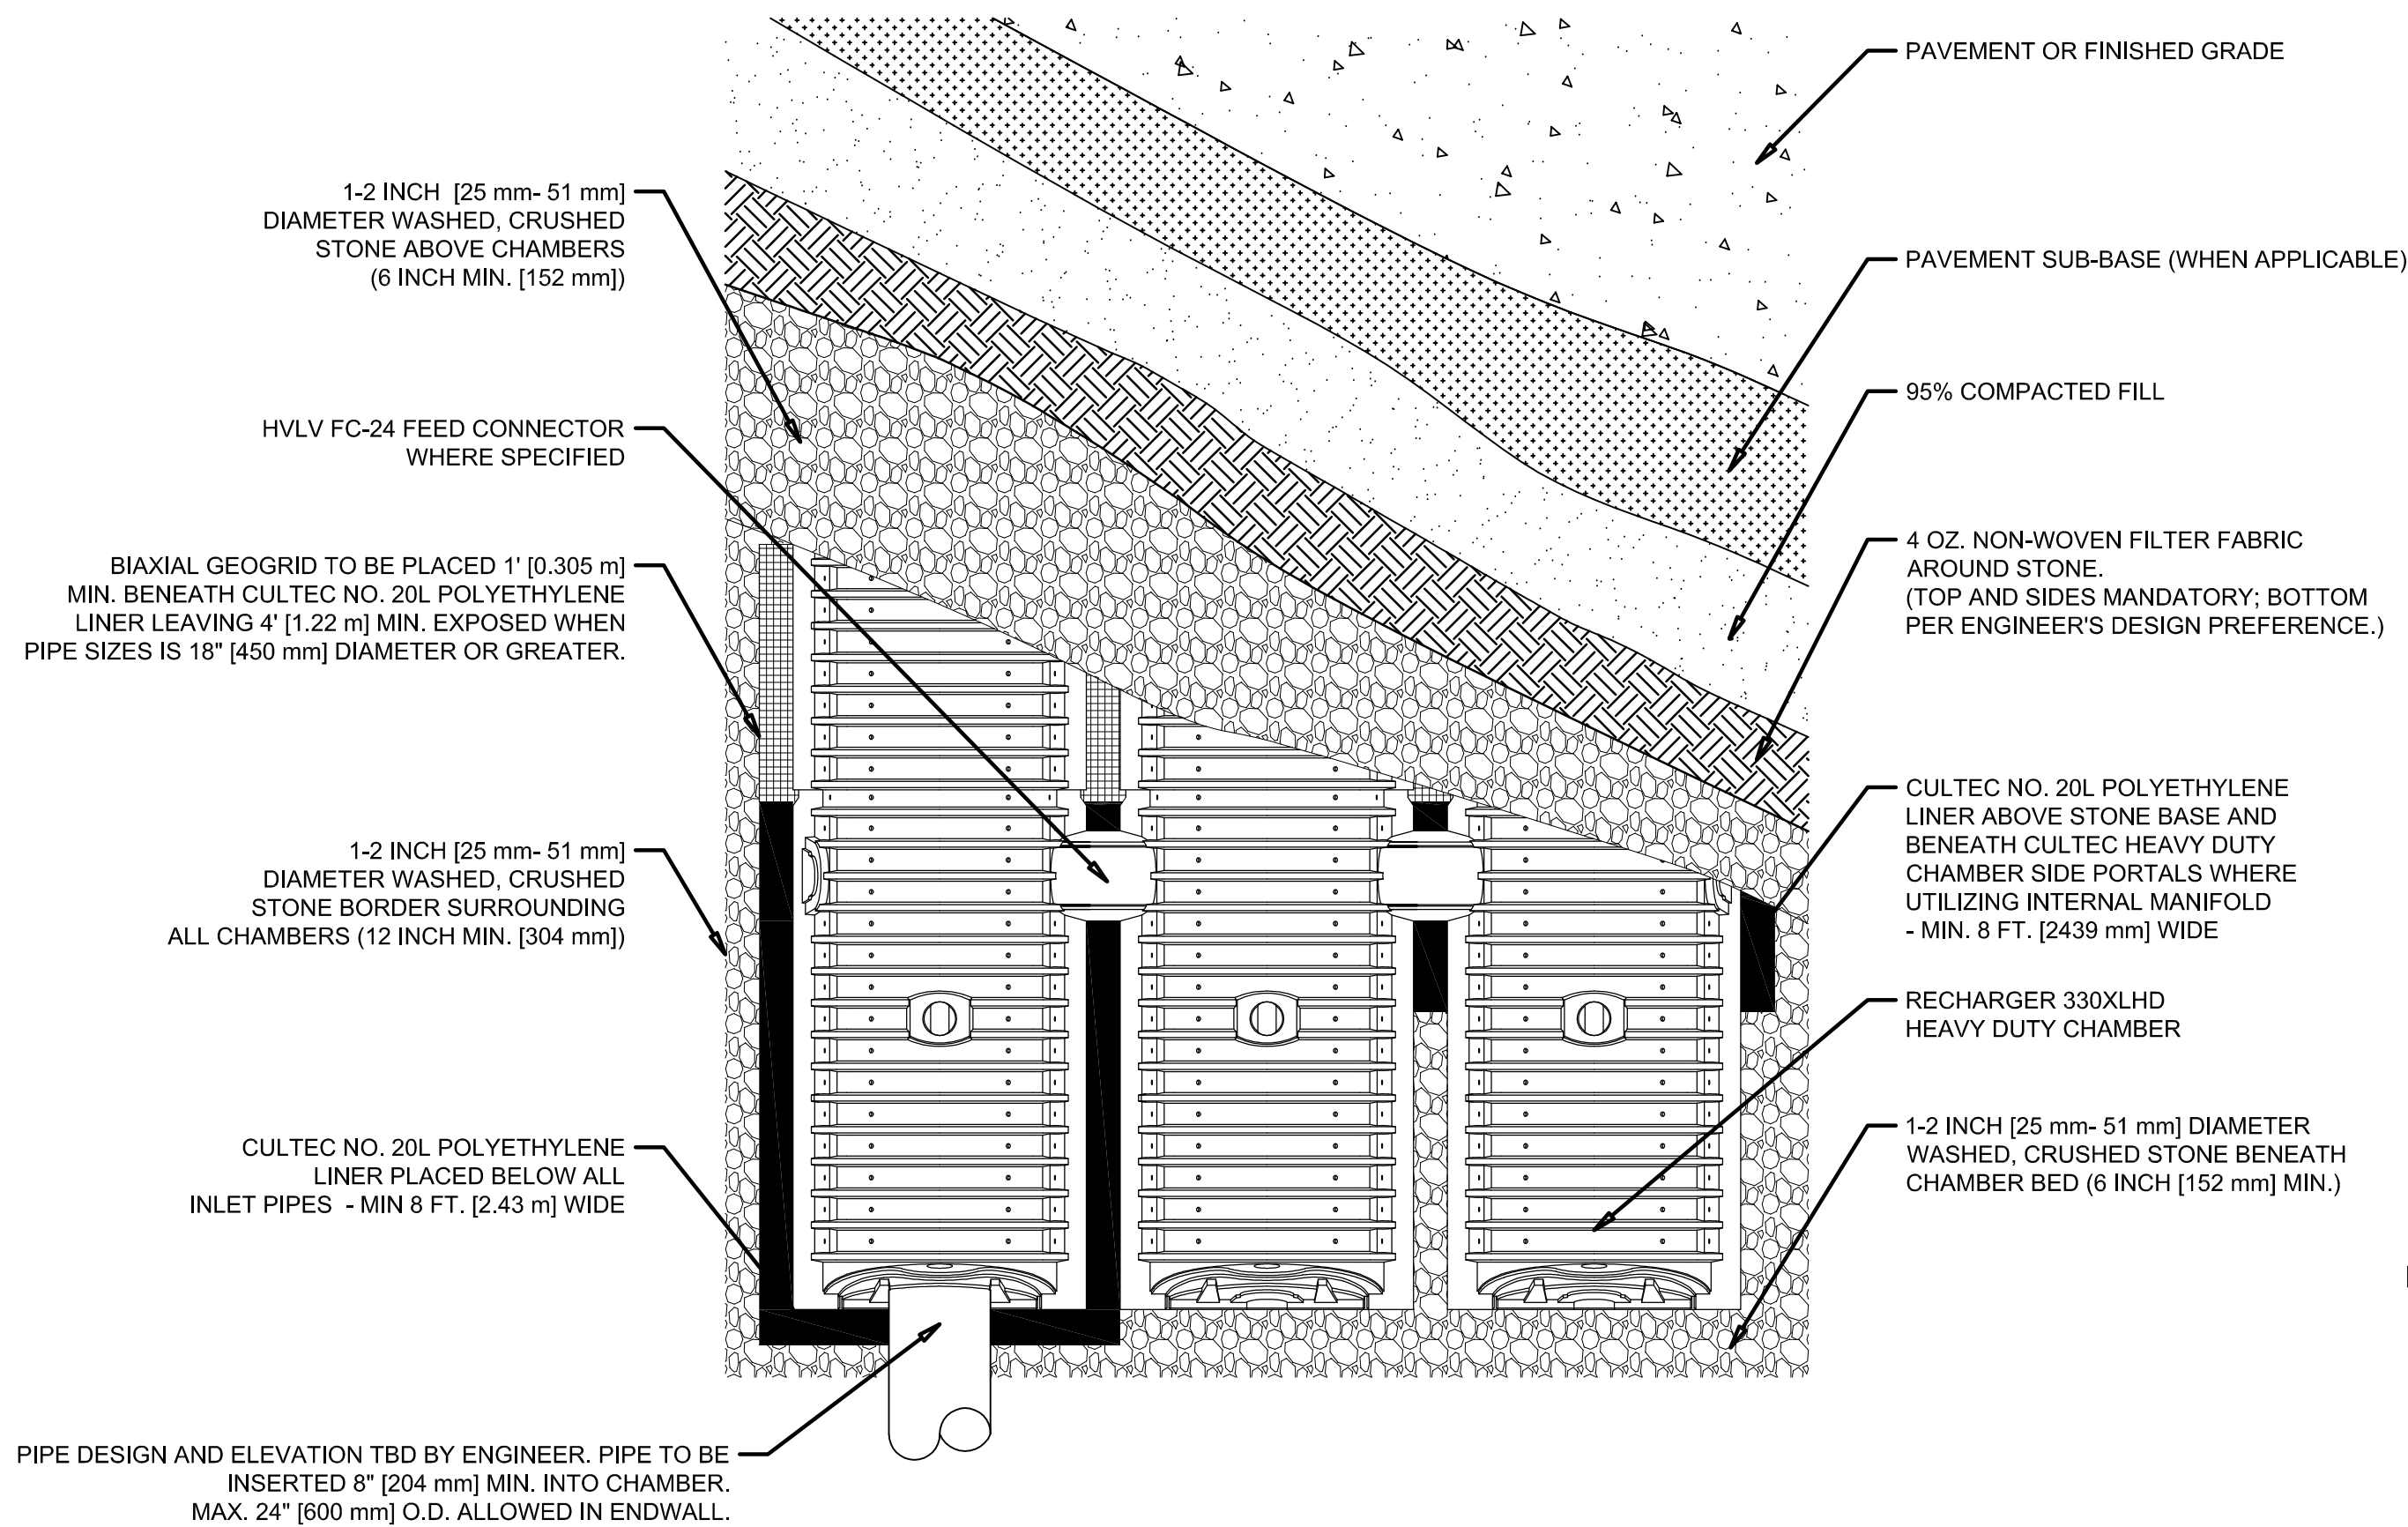 1-2 INCH [25 mm- 51 mm]
DIAMETER WASHED, CRUSHED
STONE ABOVE CHAMBERS
(6 INCH MIN. [152 mm])
HVLV FC-24 FEED CONNECTOR
WHERE SPECIFIED
BIAXIAL GEOGRID TO BE PLACED 1' [0.305 m]
MIN. BENEATH CULTEC NO. 20L POLYETHYLENE
LINER LEAVING 4' [1.22 m] MIN. EXPOSED WHEN
PIPE SIZES IS 18" [450 mm] DIAMETER OR GREATER.
1-2 INCH [25 mm- 51 mm]
DIAMETER WASHED, CRUSHED
STONE BORDER SURROUNDING
ALL CHAMBERS (12 INCH MIN. [304 mm])
CULTEC NO. 20L POLYETHYLENE
LINER PLACED BELOW ALL
INLET PIPES - MIN 8 FT. [2.43 m] WIDE
PIPE DESIGN AND ELEVATION TBD BY ENGINEER. PIPE TO BE
INSERTED 8" [204 mm] MIN. INTO CHAMBER.
MAX. 24" [600 mm] O.D. ALLOWED IN ENDWALL.
PAVEMENT OR FINISHED GRADE
PAVEMENT SUB-BASE (WHEN APPLICABLE)
95% COMPACTED FILL
4 OZ. NON-WOVEN FILTER FABRIC
AROUND STONE.
(TOP AND SIDES MANDATORY; BOTTOM
PER ENGINEER'S DESIGN PREFERENCE.)
CULTEC NO. 20L POLYETHYLENE
LINER ABOVE STONE BASE AND
BENEATH CULTEC HEAVY DUTY
CHAMBER SIDE PORTALS WHERE
UTILIZING INTERNAL MANIFOLD
- MIN. 8 FT. [2439 mm] WIDE
RECHARGER 330XLHD
HEAVY DUTY CHAMBER
1-2 INCH [25 mm- 51 mm] DIAMETER
WASHED, CRUSHED STONE BENEATH
CHAMBER BED (6 INCH [152 mm] MIN.)